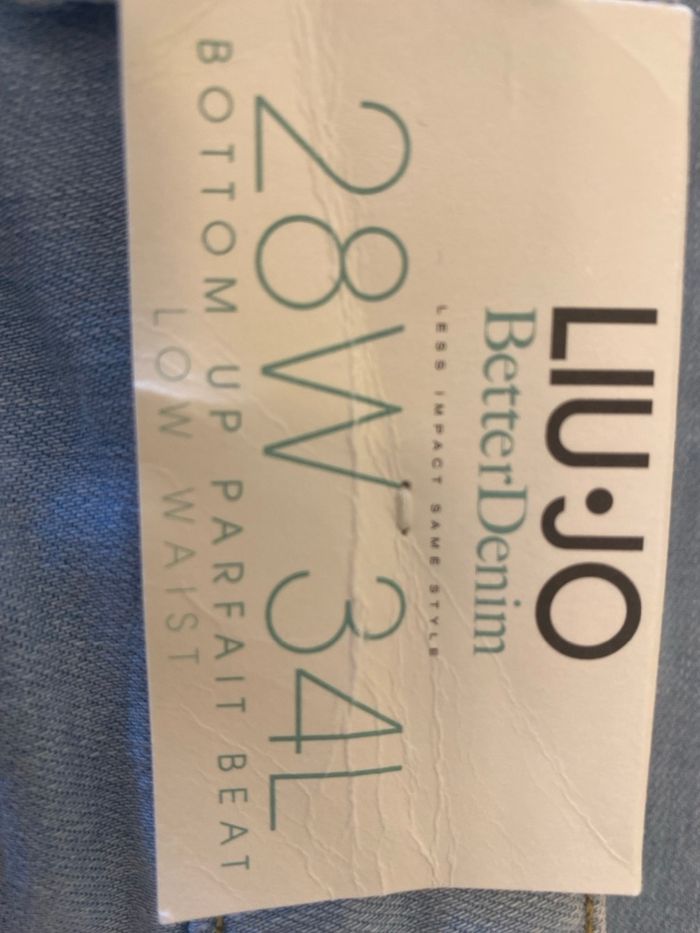 LIU•JO
BetterDenim
LESS IMPACT SAME STYLE
28W 34L
BOTTOM UP PARFAIT BEAT
LOW WAIST